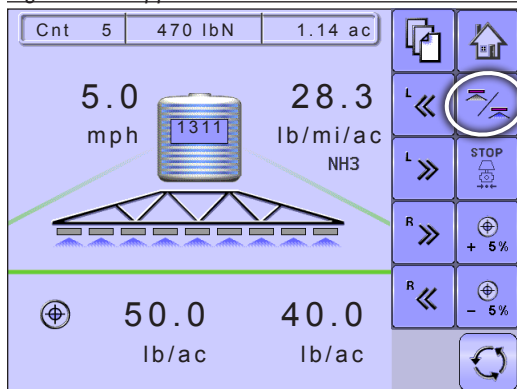 Cnt 5 470 lbN 1.14 ac
5.0 28.3
mph 1311 lb/mi/ac
NH3
50.0 40.0
lb/ac lb/ac
L
STOP
L
R
+ 5%
R
- 5%